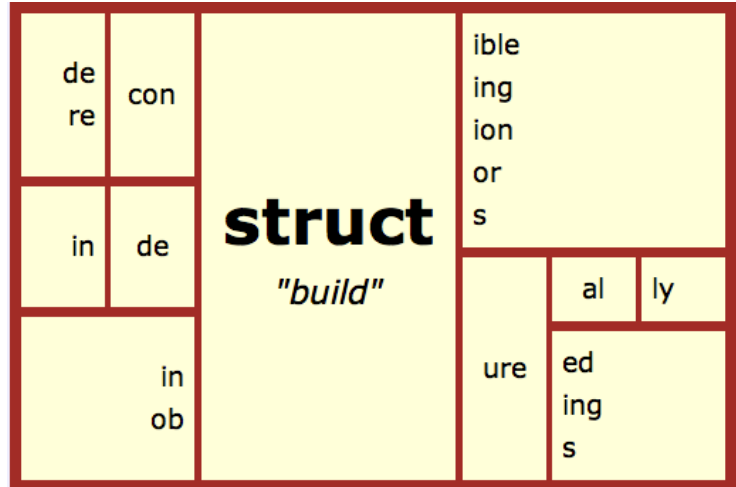 de
re
con
in
de
in
ob
struct
"build"
ible
ing
ion
or
s
ure
al
ly
ed
ing
s